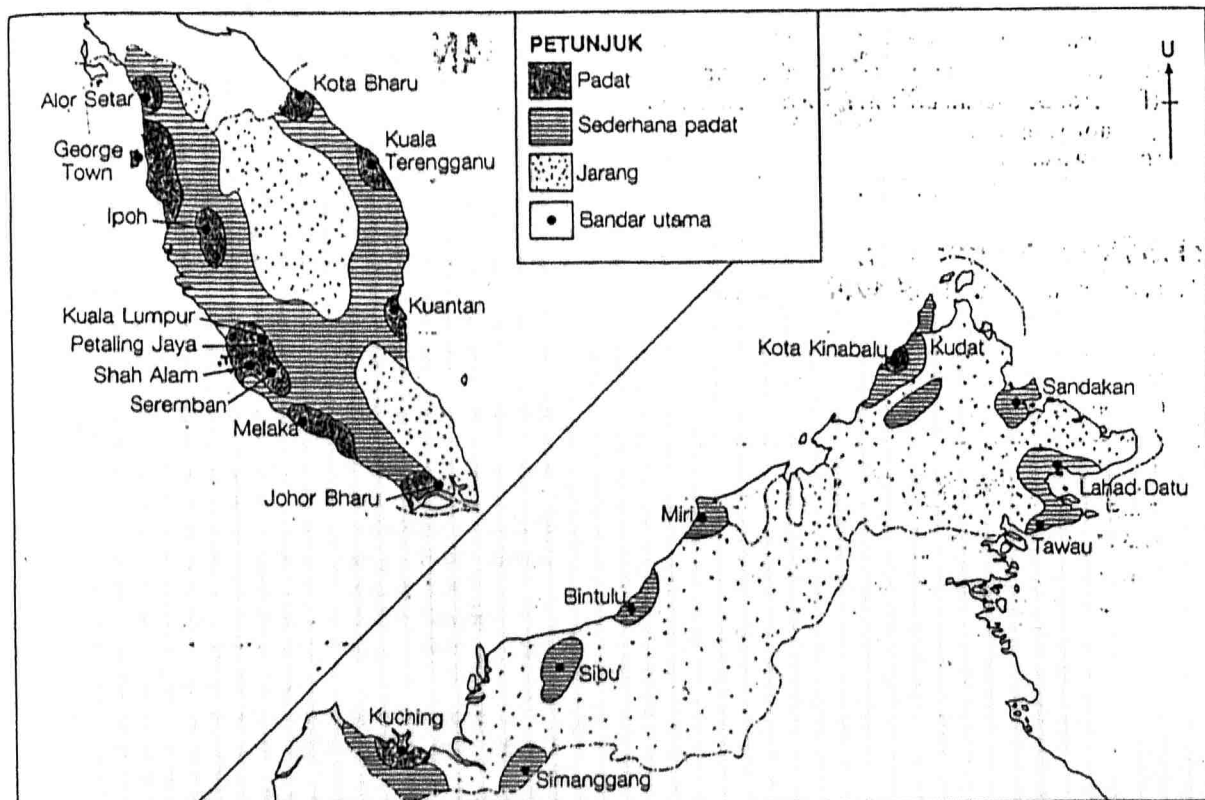 PETUNJUK
Padat
Sederhana padat
Jarang
Bandar utama
U
Alor Setar
Kota Bharu
George
Town
Kuala
Terengganu
Ipoh
Kuala Lumpur
Petaling Jaya
Shah Alam
Seremban
Kuantan
Melaka
Johor Bharu
Kota Kinabalu
Kudat
Sandakan
Lahad Datu
Tawau
Miri
Bintulu
Sibu
Kuching
Simanggang